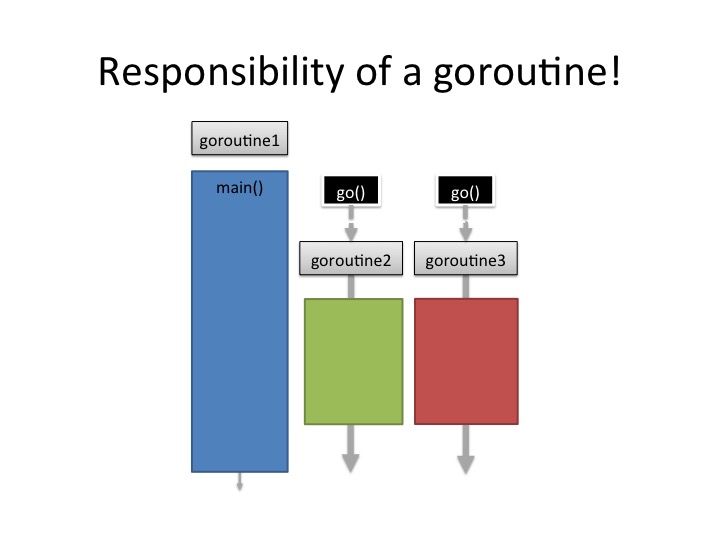 Responsibility of a goroutine!
goroutine1
main()
go()
go()
goroutine2
goroutine3